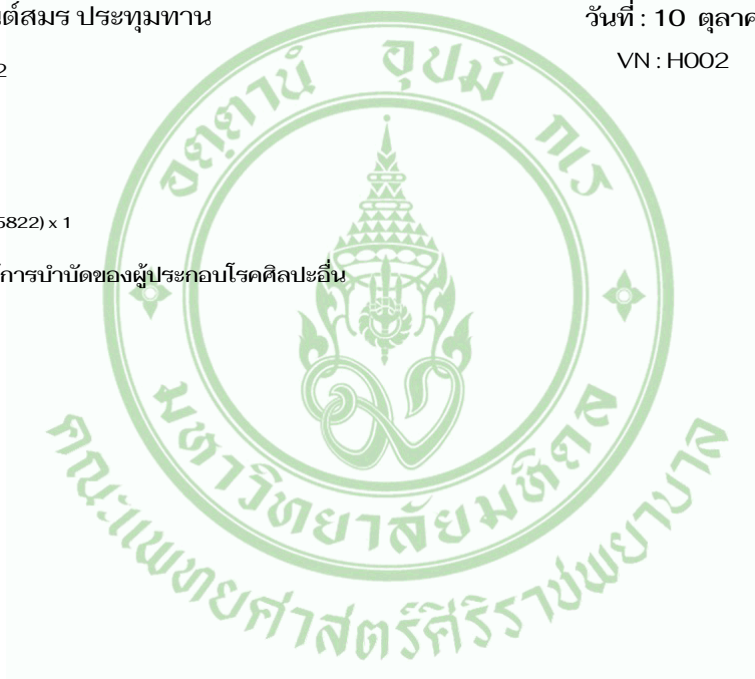 นต์สมร ประทุมทาน
วันที่ : 10 ตุลาค
2
VN : H002
5822) x 1
การบำบัดของผู้ประกอบโรคศิลปะอื่น
อตฺตานํ อุปมํ กเร
มหาวิทยาลัยมหิดล
คณะแพทยศาสตร์ศิริราชพยาบาล